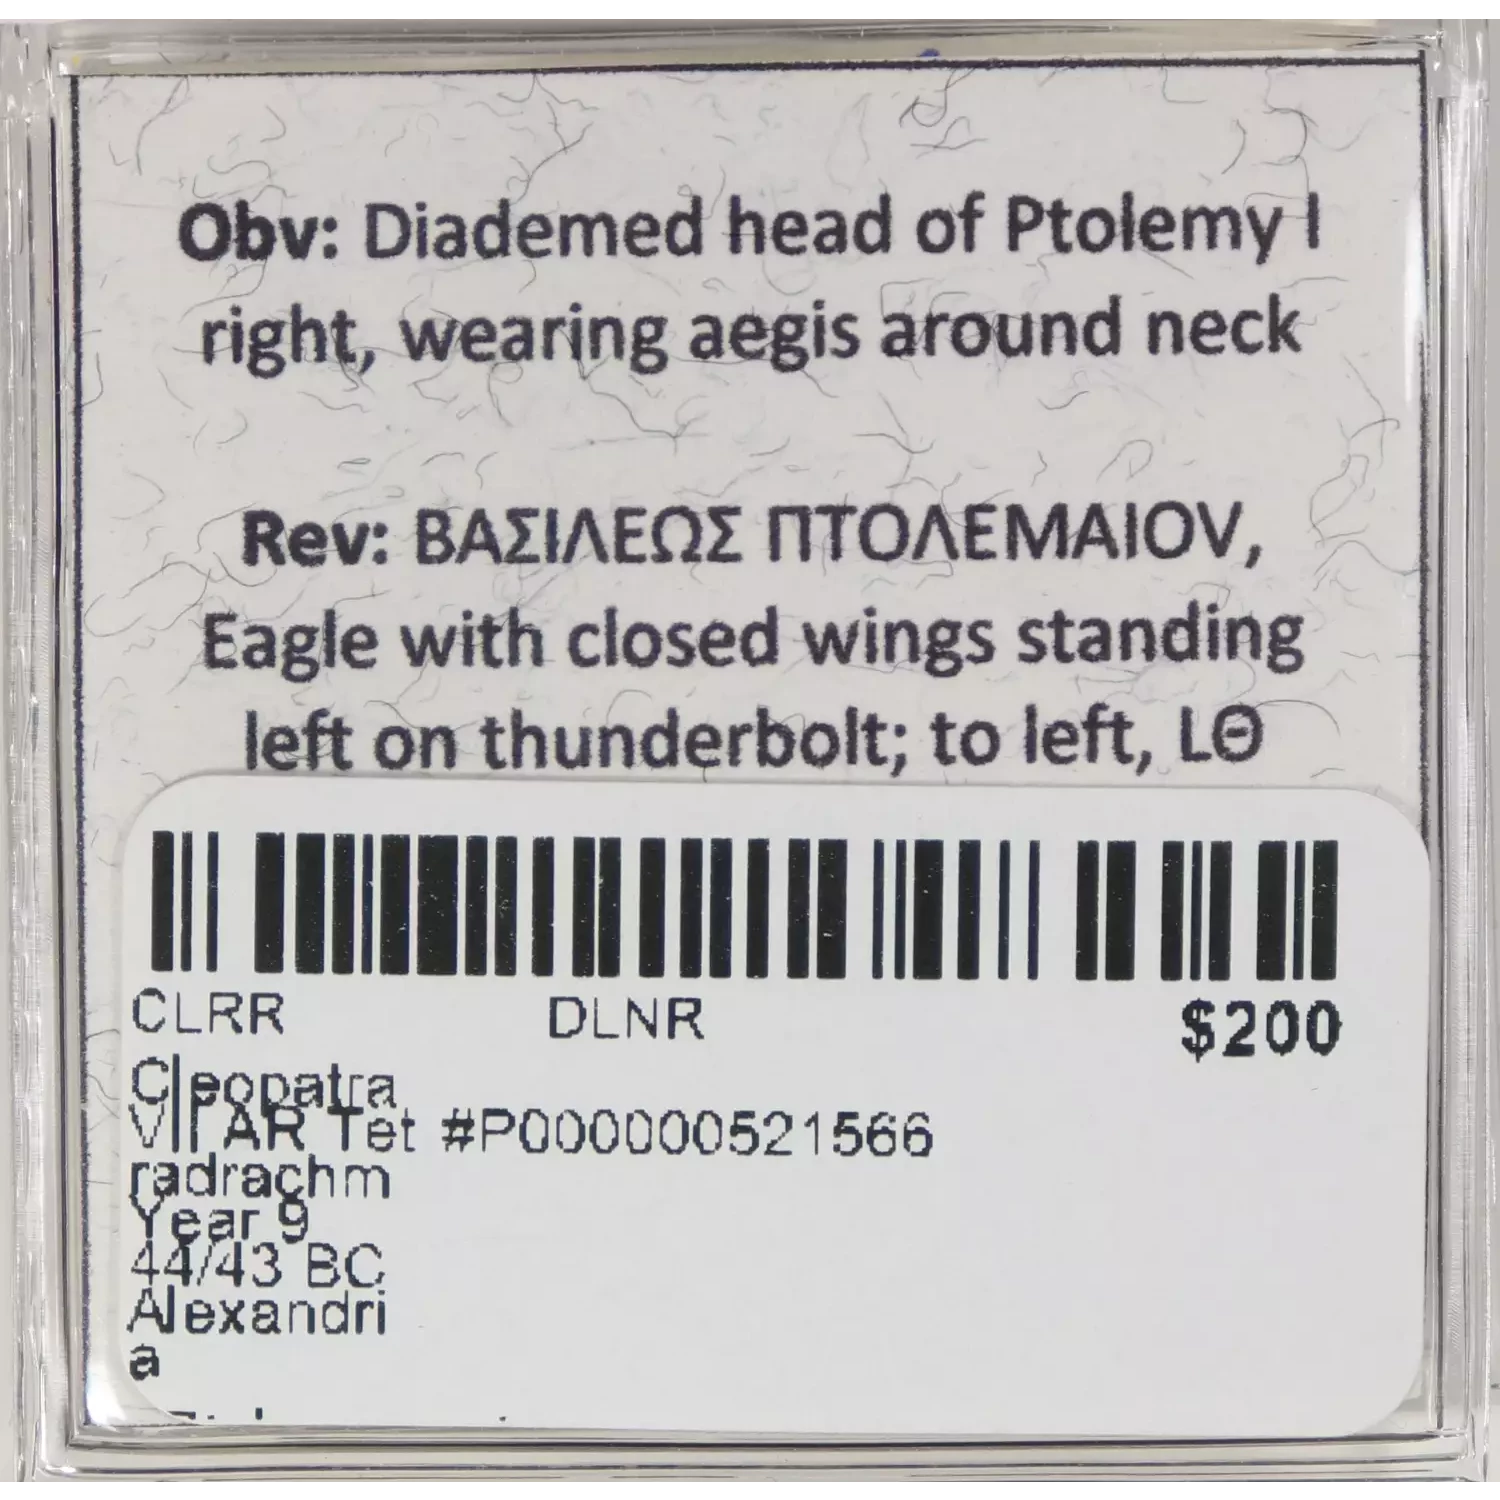 Obv: Diademed head of Ptolemy I
right, wearing aegis around neck
Rev: ΒΑΣΙΛΕΩΣ ΠΤΟΛΕΜΑΙΟV,
Eagle with closed wings standing
left on thunderbolt; to left, LΘ
CLRR DLNR $200
Cleopatra
VII AR Tet #P0000000521566
radrachm
Year 9
44/43 BC
Alexandri
a